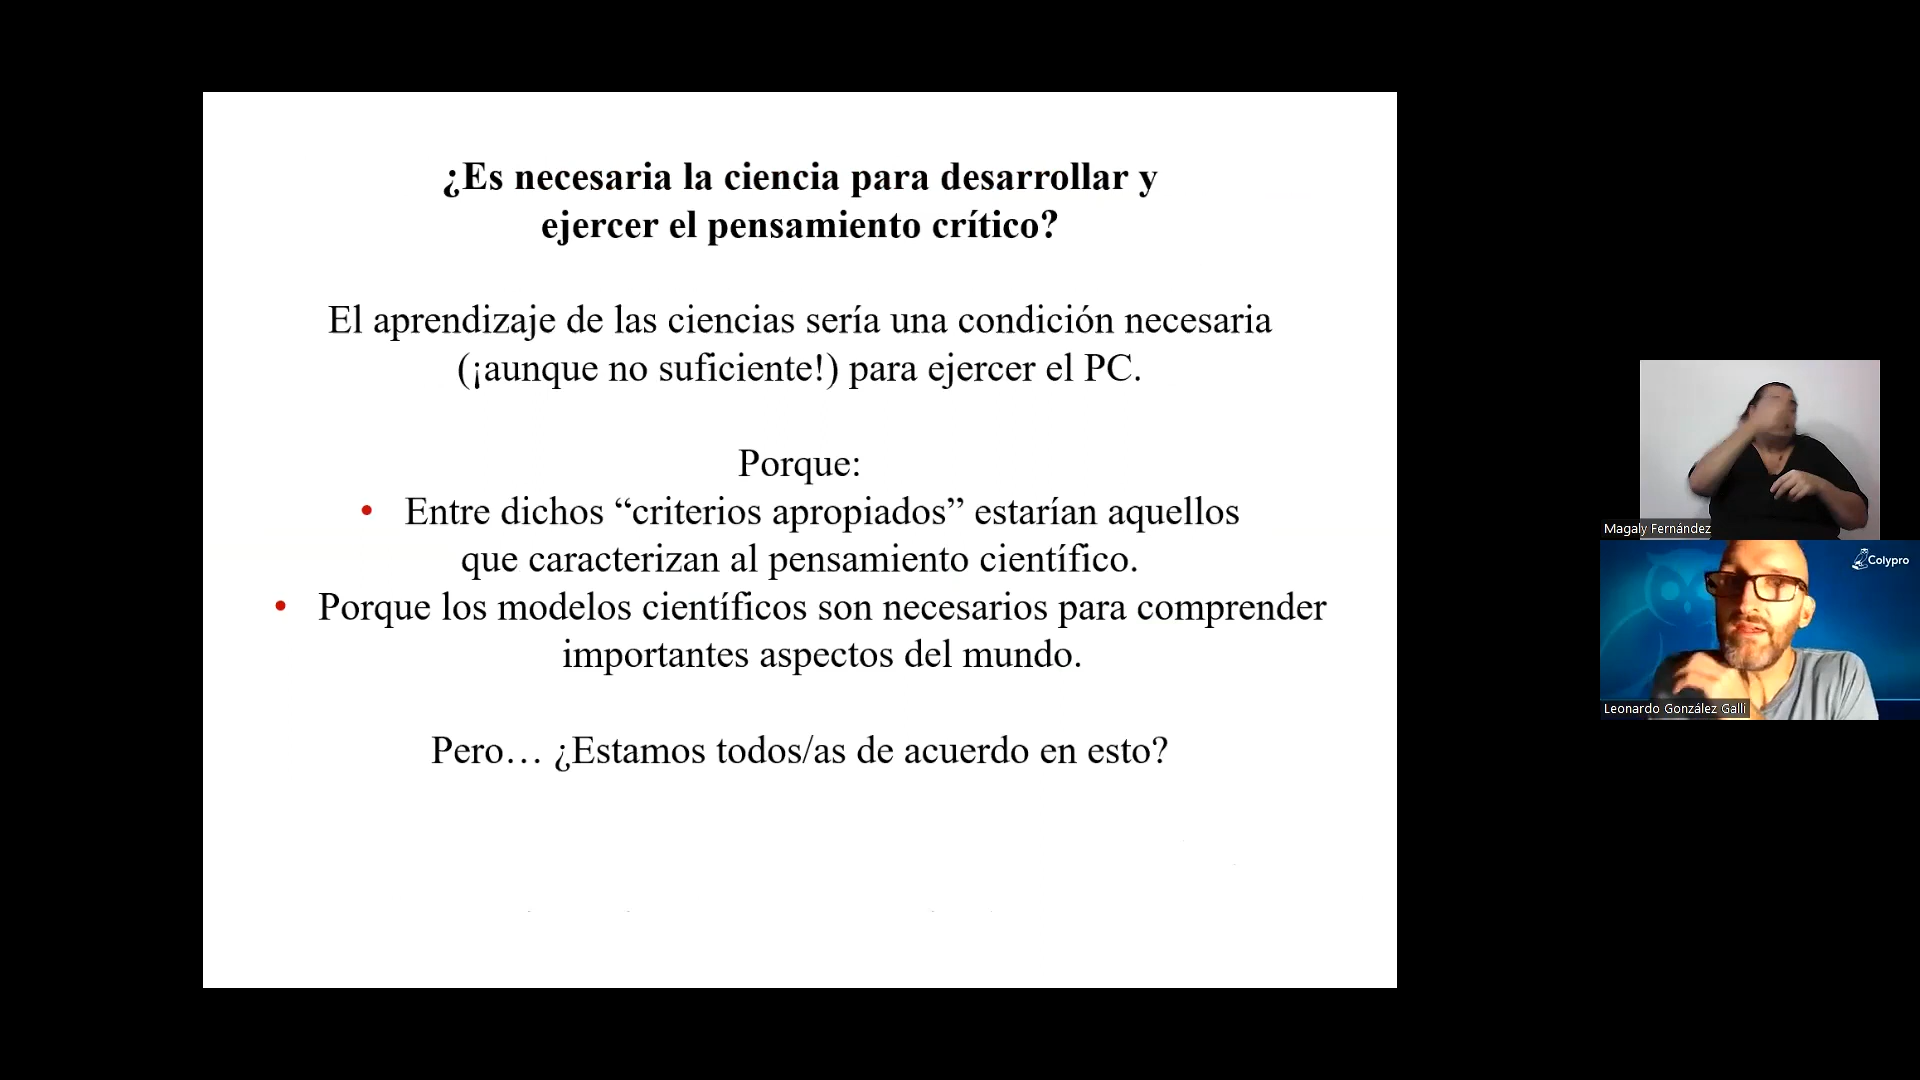 ¿Es necesaria la ciencia para desarrollar y
ejercer el pensamiento crítico?
El aprendizaje de las ciencias sería una condición necesaria
(¡aunque no suficiente!) para ejercer el PC.
Porque:
• Entre dichos “criterios apropiados” estarían aquellos
que caracterizan al pensamiento científico.
• Porque los modelos científicos son necesarios para comprender
importantes aspectos del mundo.
Pero… ¿Estamos todos/as de acuerdo en esto?
Magaly Fernández
Colypro
Leonardo González Galli